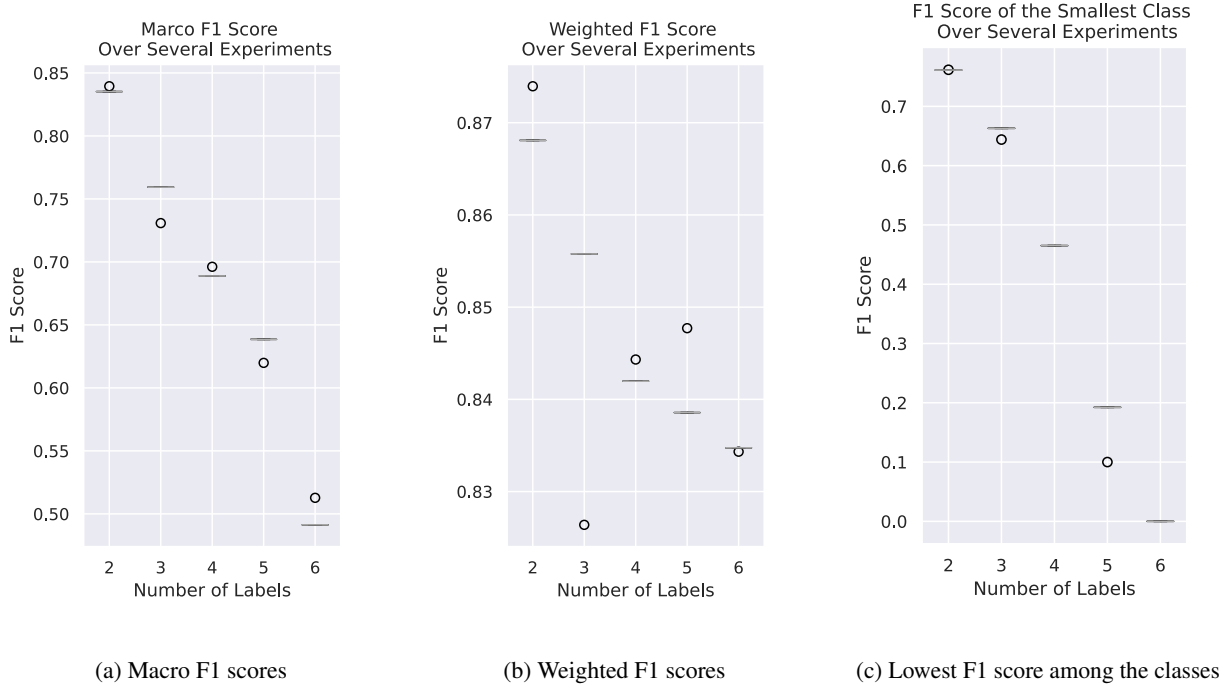 Marco F1 Score
Over Several Experiments
0.85
0.80
0.75
0.70
0.65
0.60
0.55
0.50
F1 Score
2 3 4 5 6
Number of Labels
(a) Macro F1 scores
Weighted F1 Score
Over Several Experiments
0.87
0.86
0.85
0.84
0.83
F1 Score
2 3 4 5 6
Number of Labels
(b) Weighted F1 scores
F1 Score of the Smallest Class
Over Several Experiments
0.7
0.6
0.5
0.4
0.3
0.2
0.1
0.0
F1 Score
2 3 4 5 6
Number of Labels
(c) Lowest F1 score among the classes